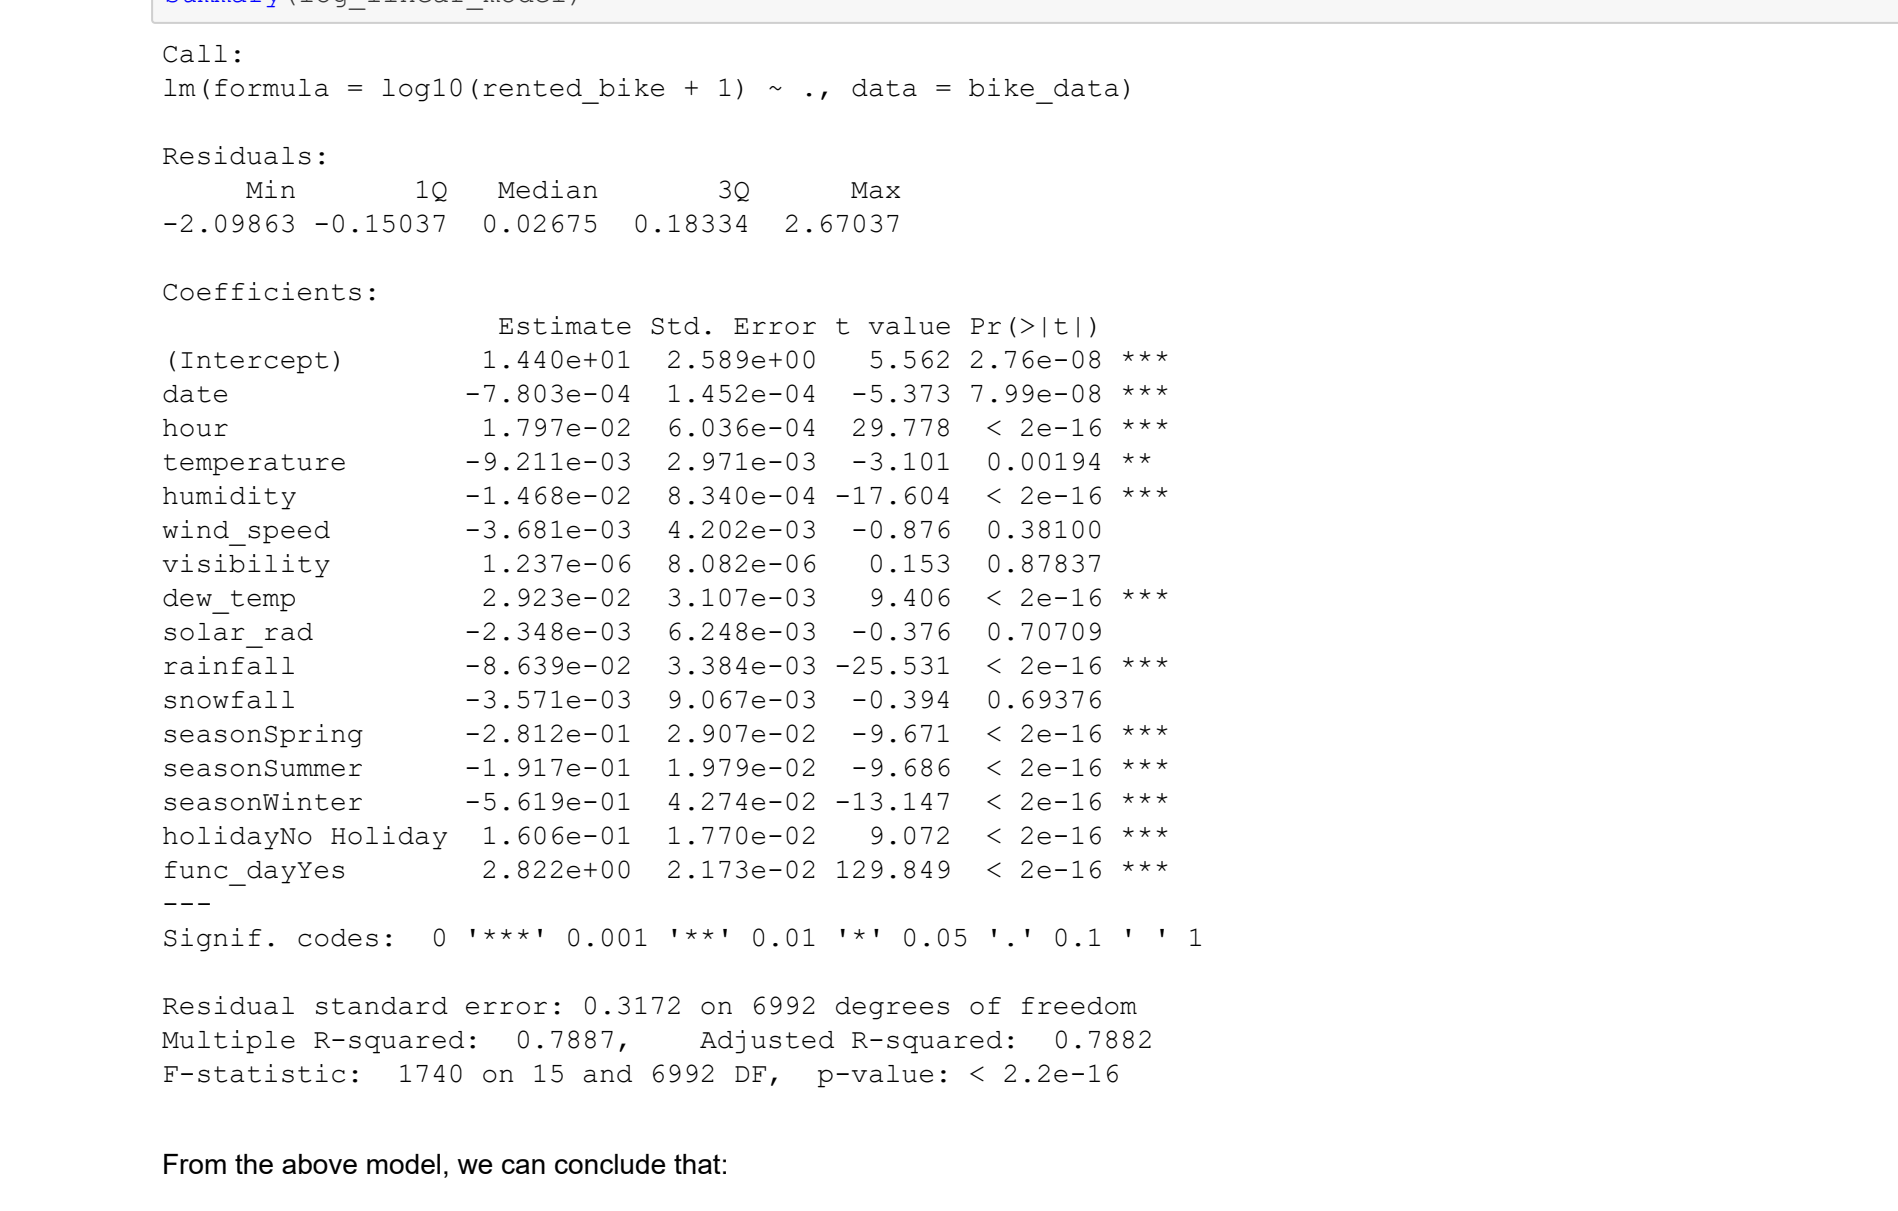 summary(log_linear_model)
Call:
lm(formula = log10(rented_bike + 1) ~ ., data = bike_data)
Residuals:
     Min       1Q   Median       3Q      Max
-2.09863 -0.15037  0.02675  0.18334  2.67037
Coefficients:
                    Estimate Std. Error t value Pr(>|t|)
(Intercept)        1.440e+01  2.589e+00   5.562 2.76e-08 ***
date              -7.803e-04  1.452e-04  -5.373 7.99e-08 ***
hour               1.797e-02  6.036e-04  29.778  < 2e-16 ***
temperature       -9.211e-03  2.971e-03  -3.101  0.00194 **
humidity          -1.468e-02  8.340e-04 -17.604  < 2e-16 ***
wind_speed        -3.681e-03  4.202e-03  -0.876  0.38100
visibility         1.237e-06  8.082e-06   0.153  0.87837
dew_temp           2.923e-02  3.107e-03   9.406  < 2e-16 ***
solar_rad         -2.348e-03  6.248e-03  -0.376  0.70709
rainfall          -8.639e-02  3.384e-03 -25.531  < 2e-16 ***
snowfall          -3.571e-03  9.067e-03  -0.394  0.69376
seasonSpring      -2.812e-01  2.907e-02  -9.671  < 2e-16 ***
seasonSummer      -1.917e-01  1.979e-02  -9.686  < 2e-16 ***
seasonWinter      -5.619e-01  4.274e-02 -13.147  < 2e-16 ***
holidayNo Holiday  1.606e-01  1.770e-02   9.072  < 2e-16 ***
func_dayYes        2.822e+00  2.173e-02 129.849  < 2e-16 ***
---
Signif. codes:  0 '***' 0.001 '**' 0.01 '*' 0.05 '.' 0.1 ' ' 1
Residual standard error: 0.3172 on 6992 degrees of freedom
Multiple R-squared:  0.7887,    Adjusted R-squared:  0.7882
F-statistic:  1740 on 15 and 6992 DF,  p-value: < 2.2e-16
From the above model, we can conclude that: